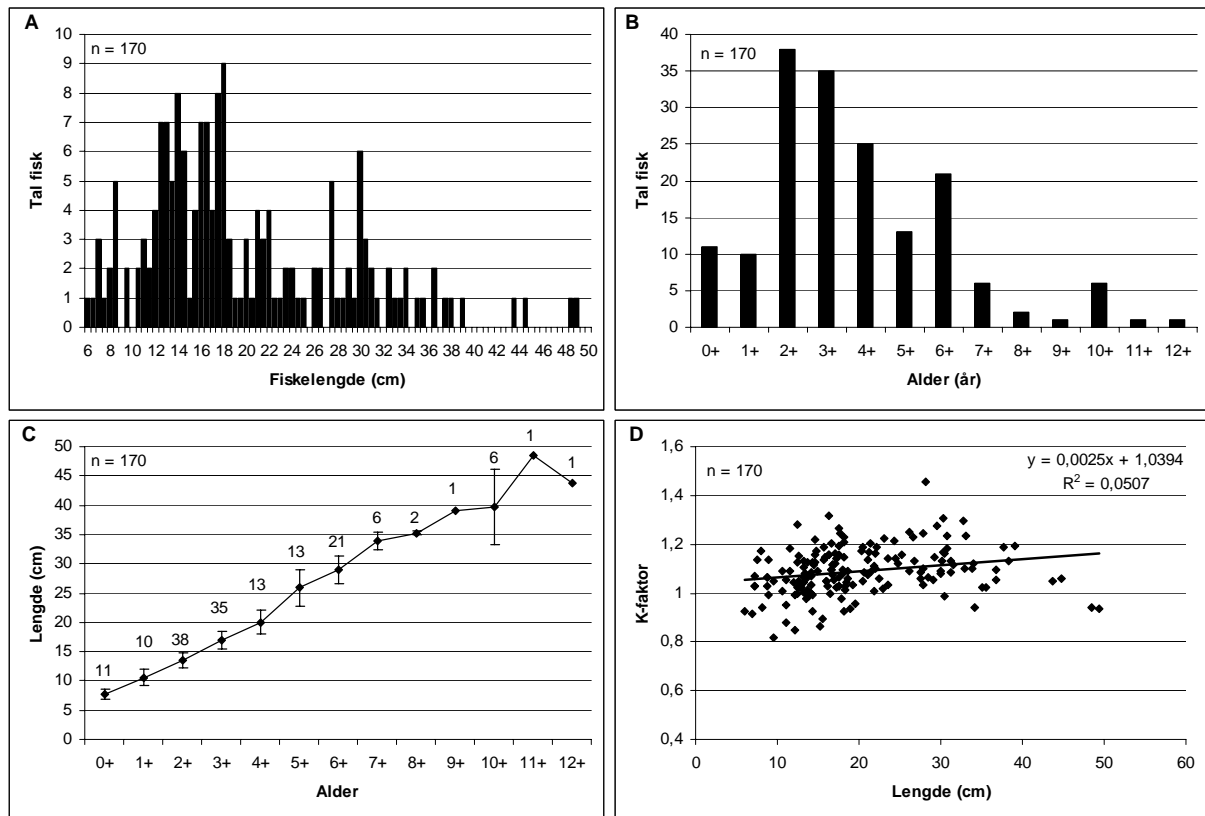 A
n = 170
Tal fisk
10
9
8
7
6
5
4
3
2
1
0
6 8 10 12 14 16 18 20 22 24 26 28 30 32 34 36 38 40 42 44 46 48 50
Fiskelengde (cm)
B
n = 170
Tal fisk
40
35
30
25
20
15
10
5
0
0+ 1+ 2+ 3+ 4+ 5+ 6+ 7+ 8+ 9+ 10+ 11+ 12+
Alder (år)
C
n = 170
Lengde (cm)
50
45
40
35
30
25
20
15
10
5
0
11 10 38 35 13 13 21 6 2 1 6 1 1
0+ 1+ 2+ 3+ 4+ 5+ 6+ 7+ 8+ 9+ 10+ 11+ 12+
Alder
D
n = 170
y = 0,0025x + 1,0394
R² = 0,0507
K-faktor
1,6
1,4
1,2
1
0,8
0,6
0,4
0 10 20 30 40 50 60
Lengde (cm)